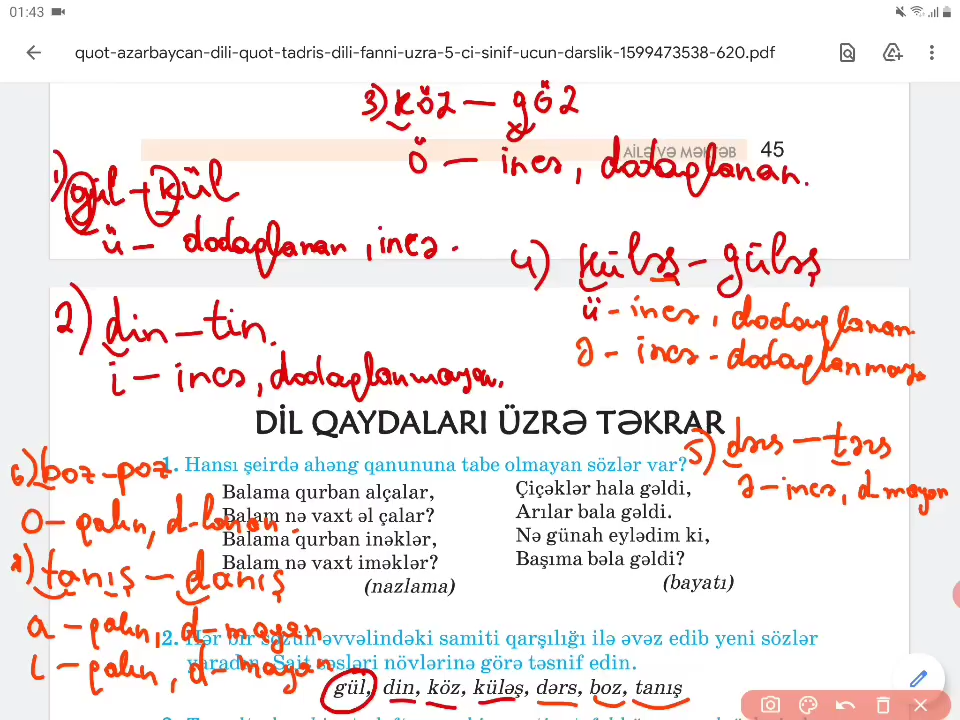 01:43
quot-azarbaycan-dili-quot-tadris-dili-fanni-uzra-5-ci-sinif-ucun-darslik-1599473538-620.pdf
3) köz – göz
AİLƏ VƏ MƏKTƏB 45
ö – incə, dodaqlanan.
1) gül – kül
ü – dodaqlanan, incə.
4) küləş – güləş
ü – incə, dodaqlanan.
ə – incə – dodaqlanmaya
2) din – tin.
i – incə, dodaqlanmayan.
DİL QAYDALARI ÜZRƏ TƏKRAR
5) dərs – tərs
ə – incə, d mayan
1. Hansı şeirdə ahəng qanununa tabe olmayan sözlər var?
Balama qurban alçalar,
Balam nə vaxt əl çalar?
Balama qurban inəklər,
Balam nə vaxt iməklər?
(nazlama)
Çiçəklər hala gəldi,
Arılar bala gəldi.
Nə günah eylədim ki,
Başıma bəla gəldi?
(bayatı)
6) boz – poz
O – qalın, d-lanan.
tanış – danış
a – qalın, d-mayan
ı – qalın, d-mayan
2. Hər bir sözün əvvəlindəki samiti qarşılığı ilə əvəz edib yeni sözlər
yaradın. Sait səsləri növlərinə görə təsnif edin.
gül, din, köz, küləş, dərs, boz, tanış